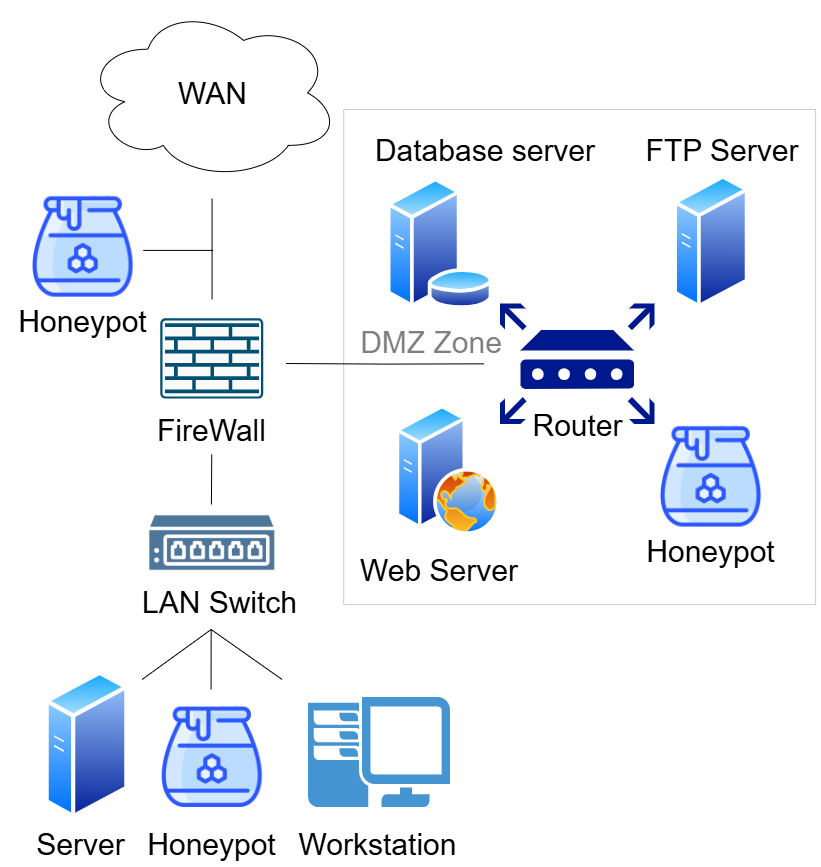 WAN
Database server
FTP Server
Honeypot
DMZ Zone
FireWall
Router
Honeypot
Web Server
LAN Switch
Server
Honeypot
Workstation